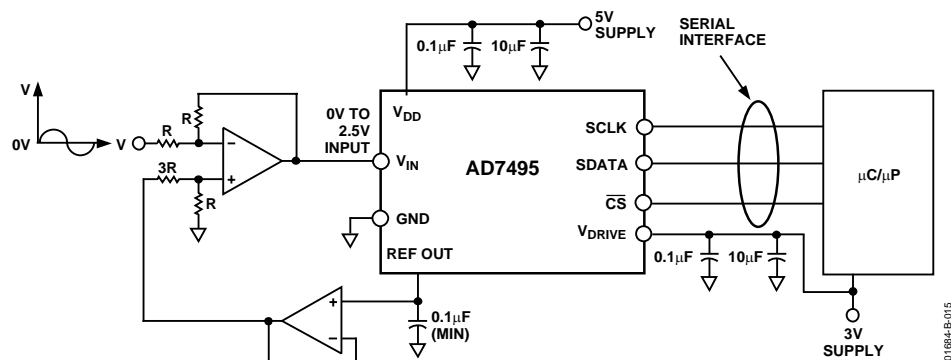 5V
SUPPLY
0.1μF
10μF
SERIAL
INTERFACE
V
0V
V
R
R
3R
R
0V TO
2.5V
INPUT
VDD
VIN
AD7495
GND
REF OUT
SCLK
SDATA
CS
VDRIVE
μC/μP
0.1μF
10μF
0.1μF
(MIN)
3V
SUPPLY
01684-B-015